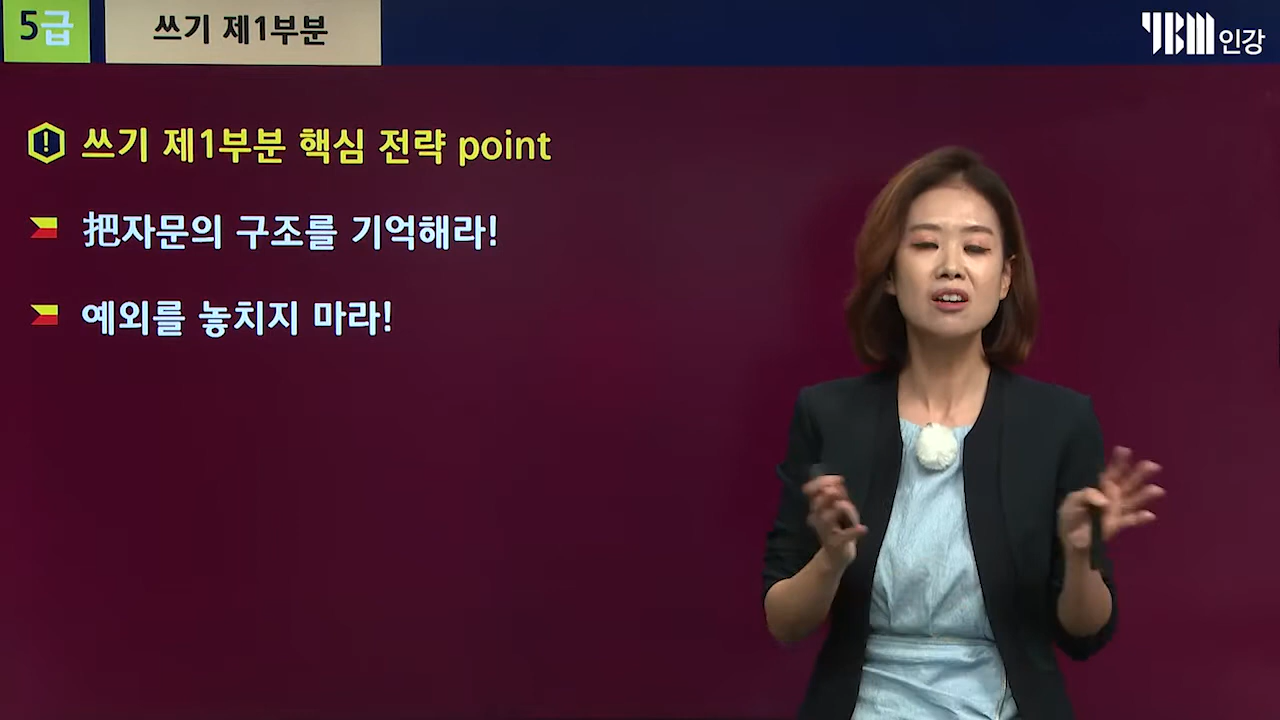 5급
쓰기 제1부분
YBM 인강
쓰기 제1부분 핵심 전략 point
把자문의 구조를 기억해라!
예외를 놓치지 마라!